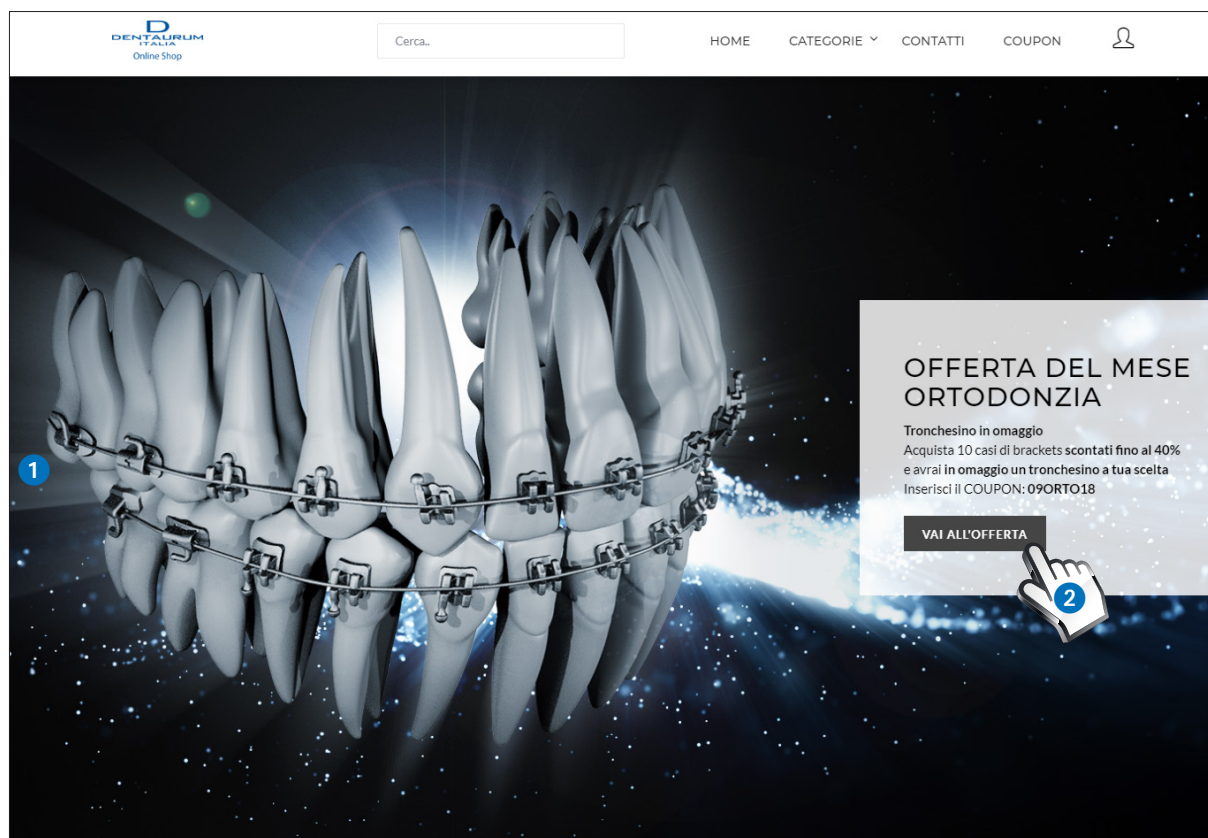 D
DENTAURUM
ITALIA
Online Shop
Cerca..
HOME
CATEGORIE
CONTATTI
COUPON
OFFERTA DEL MESE
ORTODONZIA
Tronchesino in omaggio
Acquista 10 casi di brackets scontati fino al 40%
e avrai in omaggio un tronchesino a tua scelta
Inserisci il COUPON: 09ORTO18
VAI ALL'OFFERTA
1
2